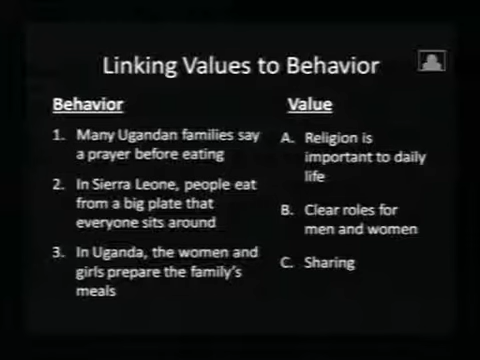 Linking Values to Behavior
Behavior
1. Many Ugandan families say
a prayer before eating
2. In Sierra Leone, people eat
from a big plate that
everyone sits around
3. In Uganda, the women and
girls prepare the family's
meals
Value
A. Religion is
important to daily
life
B. Clear roles for
men and women
C. Sharing